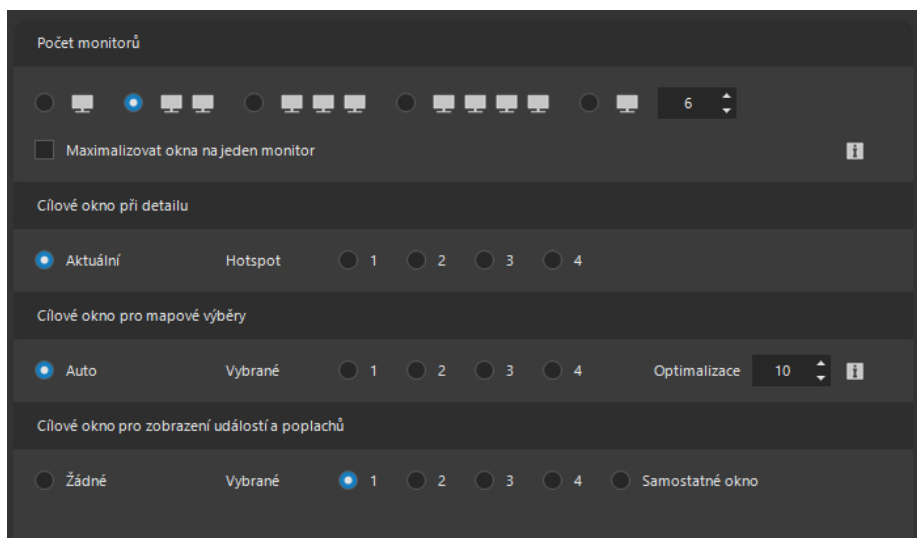 Počet monitorů
6
Maximalizovat okna na jeden monitor
Cílové okno při detailu
Aktuální Hotspot 1 2 3 4
Cílové okno pro mapové výběry
Auto Vybrané 1 2 3 4 Optimalizace 10
Cílové okno pro zobrazení událostí a poplachů
Žádné Vybrané 1 2 3 4 Samostatné okno